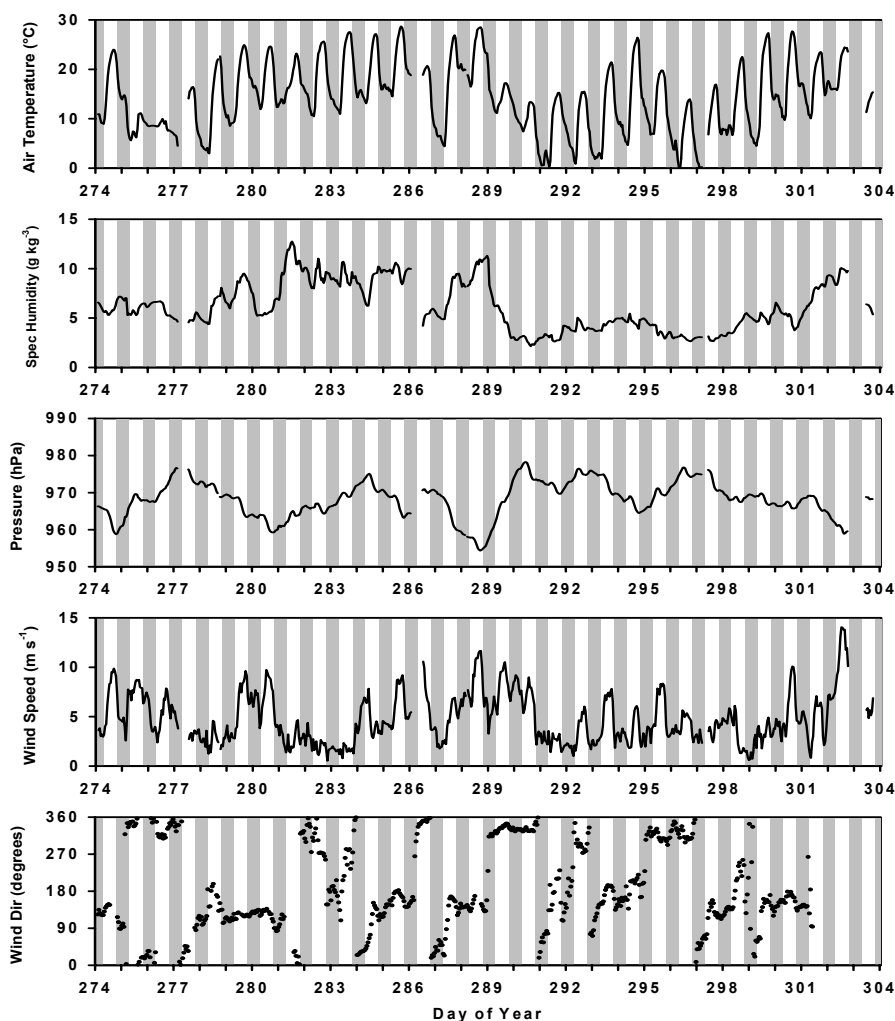 Air Temperature (°C)
30
20
10
0
274 277 280 283 286 289 292 295 298 301 304
Spec Humidity (g kg-3)
15
10
5
0
274 277 280 283 286 289 292 295 298 301 304
Pressure (hPa)
990
980
970
960
950
274 277 280 283 286 289 292 295 298 301 304
Wind Speed (m s-1)
15
10
5
0
274 277 280 283 286 289 292 295 298 301 304
Wind Dir (degrees)
360
270
180
90
0
274 277 280 283 286 289 292 295 298 301 304
Day of Year